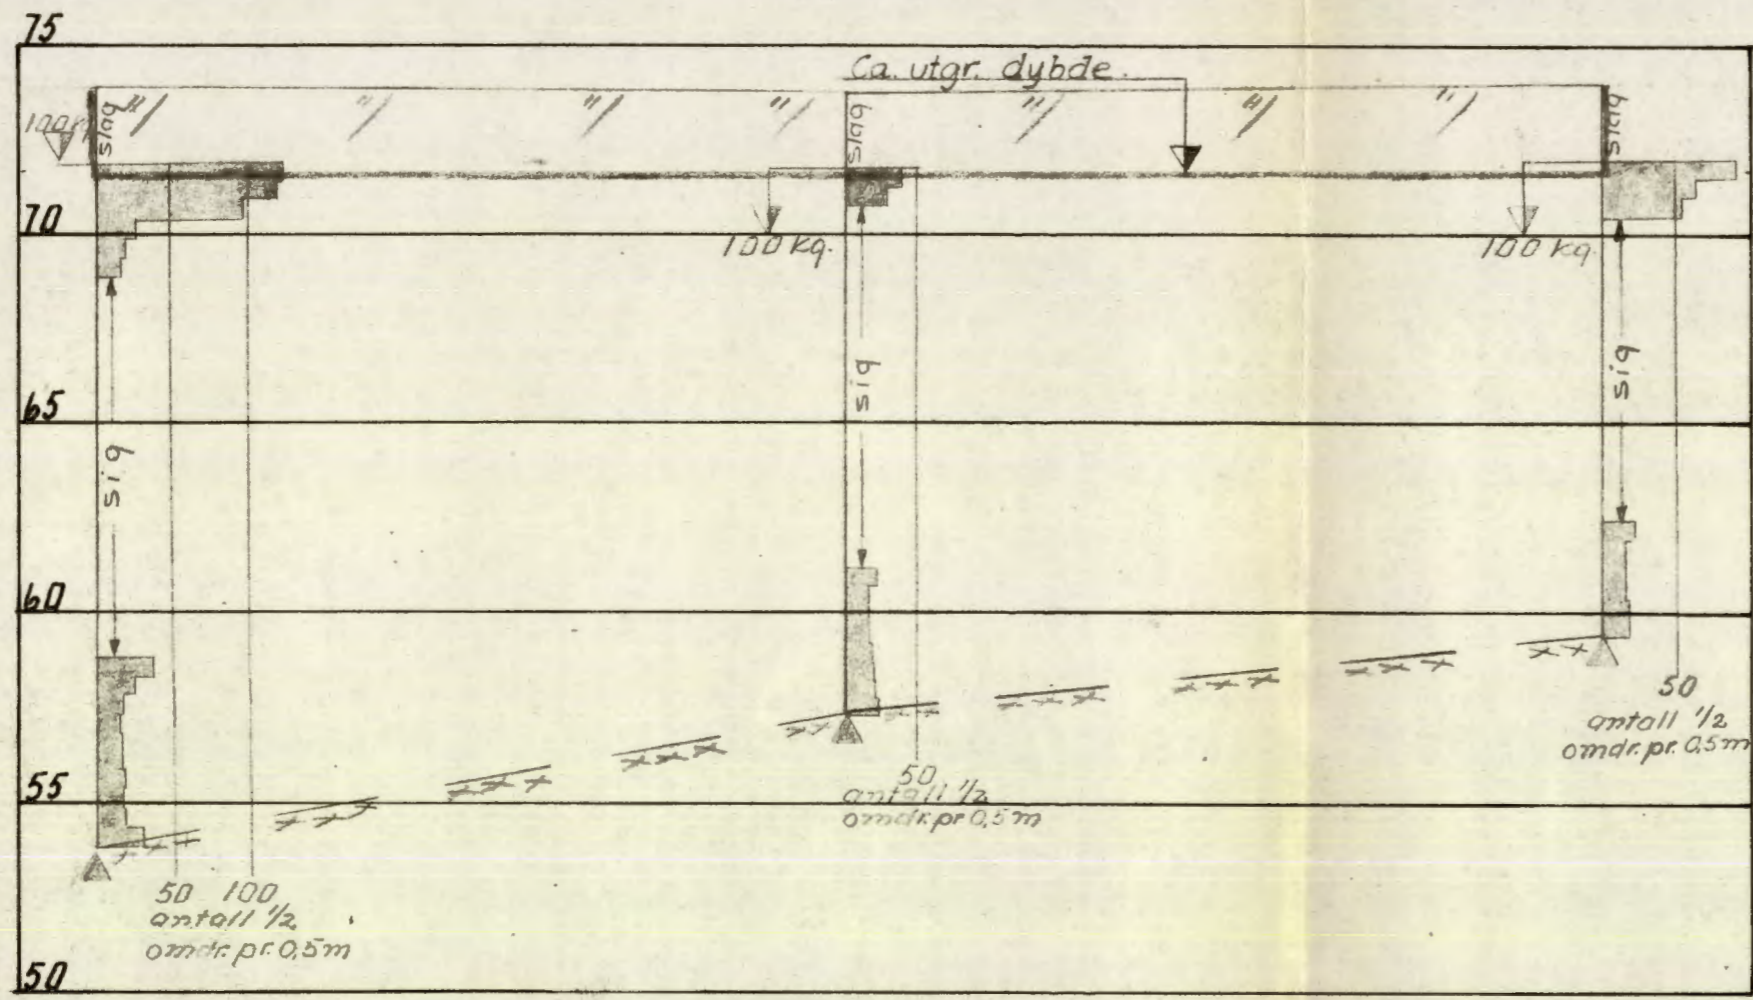 75
Ca. utgr. dybde.
slag
slag
slag
100 kg
70
100 kg.
100 kg.
65
sig
sig
sig
60
50
antall 1/2
omdr. pr. 0,5 m
55
50
antall 1/2
omdr. pr 0,5 m
50 100
antall 1/2
omdr. pr. 0,5 m
50